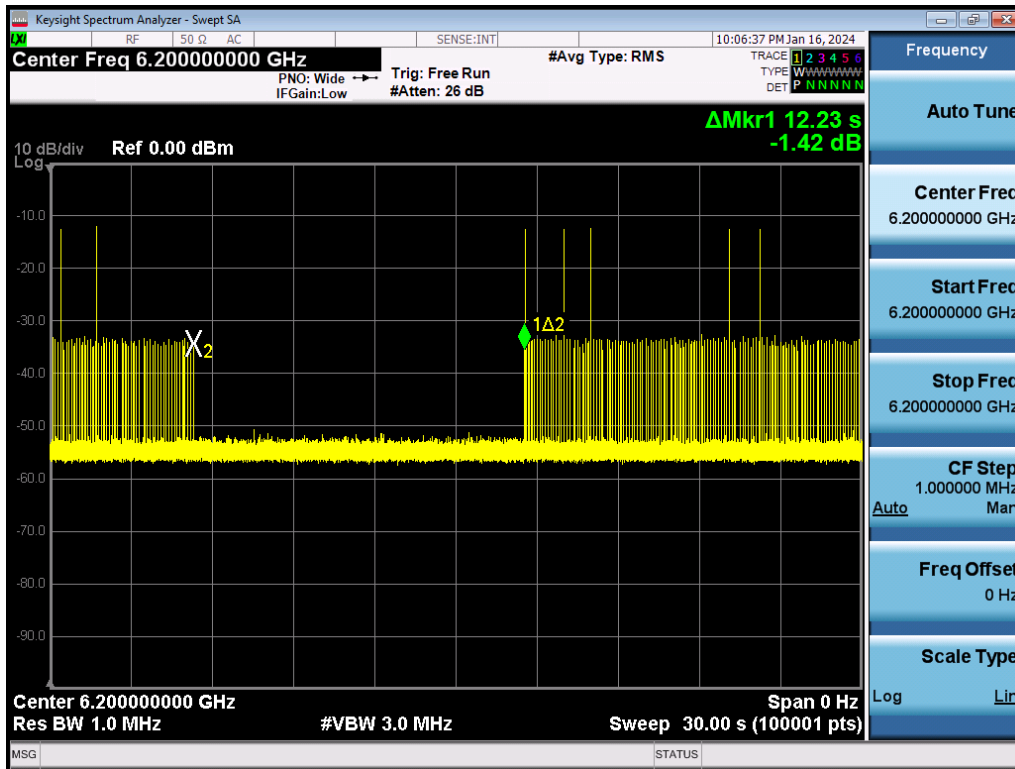 Keysight Spectrum Analyzer - Swept SA
LXI
RF
50 Ω
AC
SENSE:INT
10:06:37 PM Jan 16, 2024
Center Freq 6.200000000 GHz
PNO: Wide
IFGain:Low
Trig: Free Run
#Atten: 26 dB
#Avg Type: RMS
TRACE 1 2 3 4 5 6
TYPE W
DET P N N N N N
ΔMkr1 12.23 s
-1.42 dB
10 dB/div
Log
Ref 0.00 dBm
-10.0
-20.0
-30.0
-40.0
-50.0
-60.0
-70.0
-80.0
-90.0
2
1Δ2
Center 6.200000000 GHz
Span 0 Hz
Res BW 1.0 MHz
#VBW 3.0 MHz
Sweep 30.00 s (100001 pts)
MSG
STATUS
Frequency
Auto Tune
Center Freq
6.200000000 GHz
Start Freq
6.200000000 GHz
Stop Freq
6.200000000 GHz
CF Step
1.000000 MHz
Auto Man
Freq Offset
0 Hz
Scale Type
Log Lin